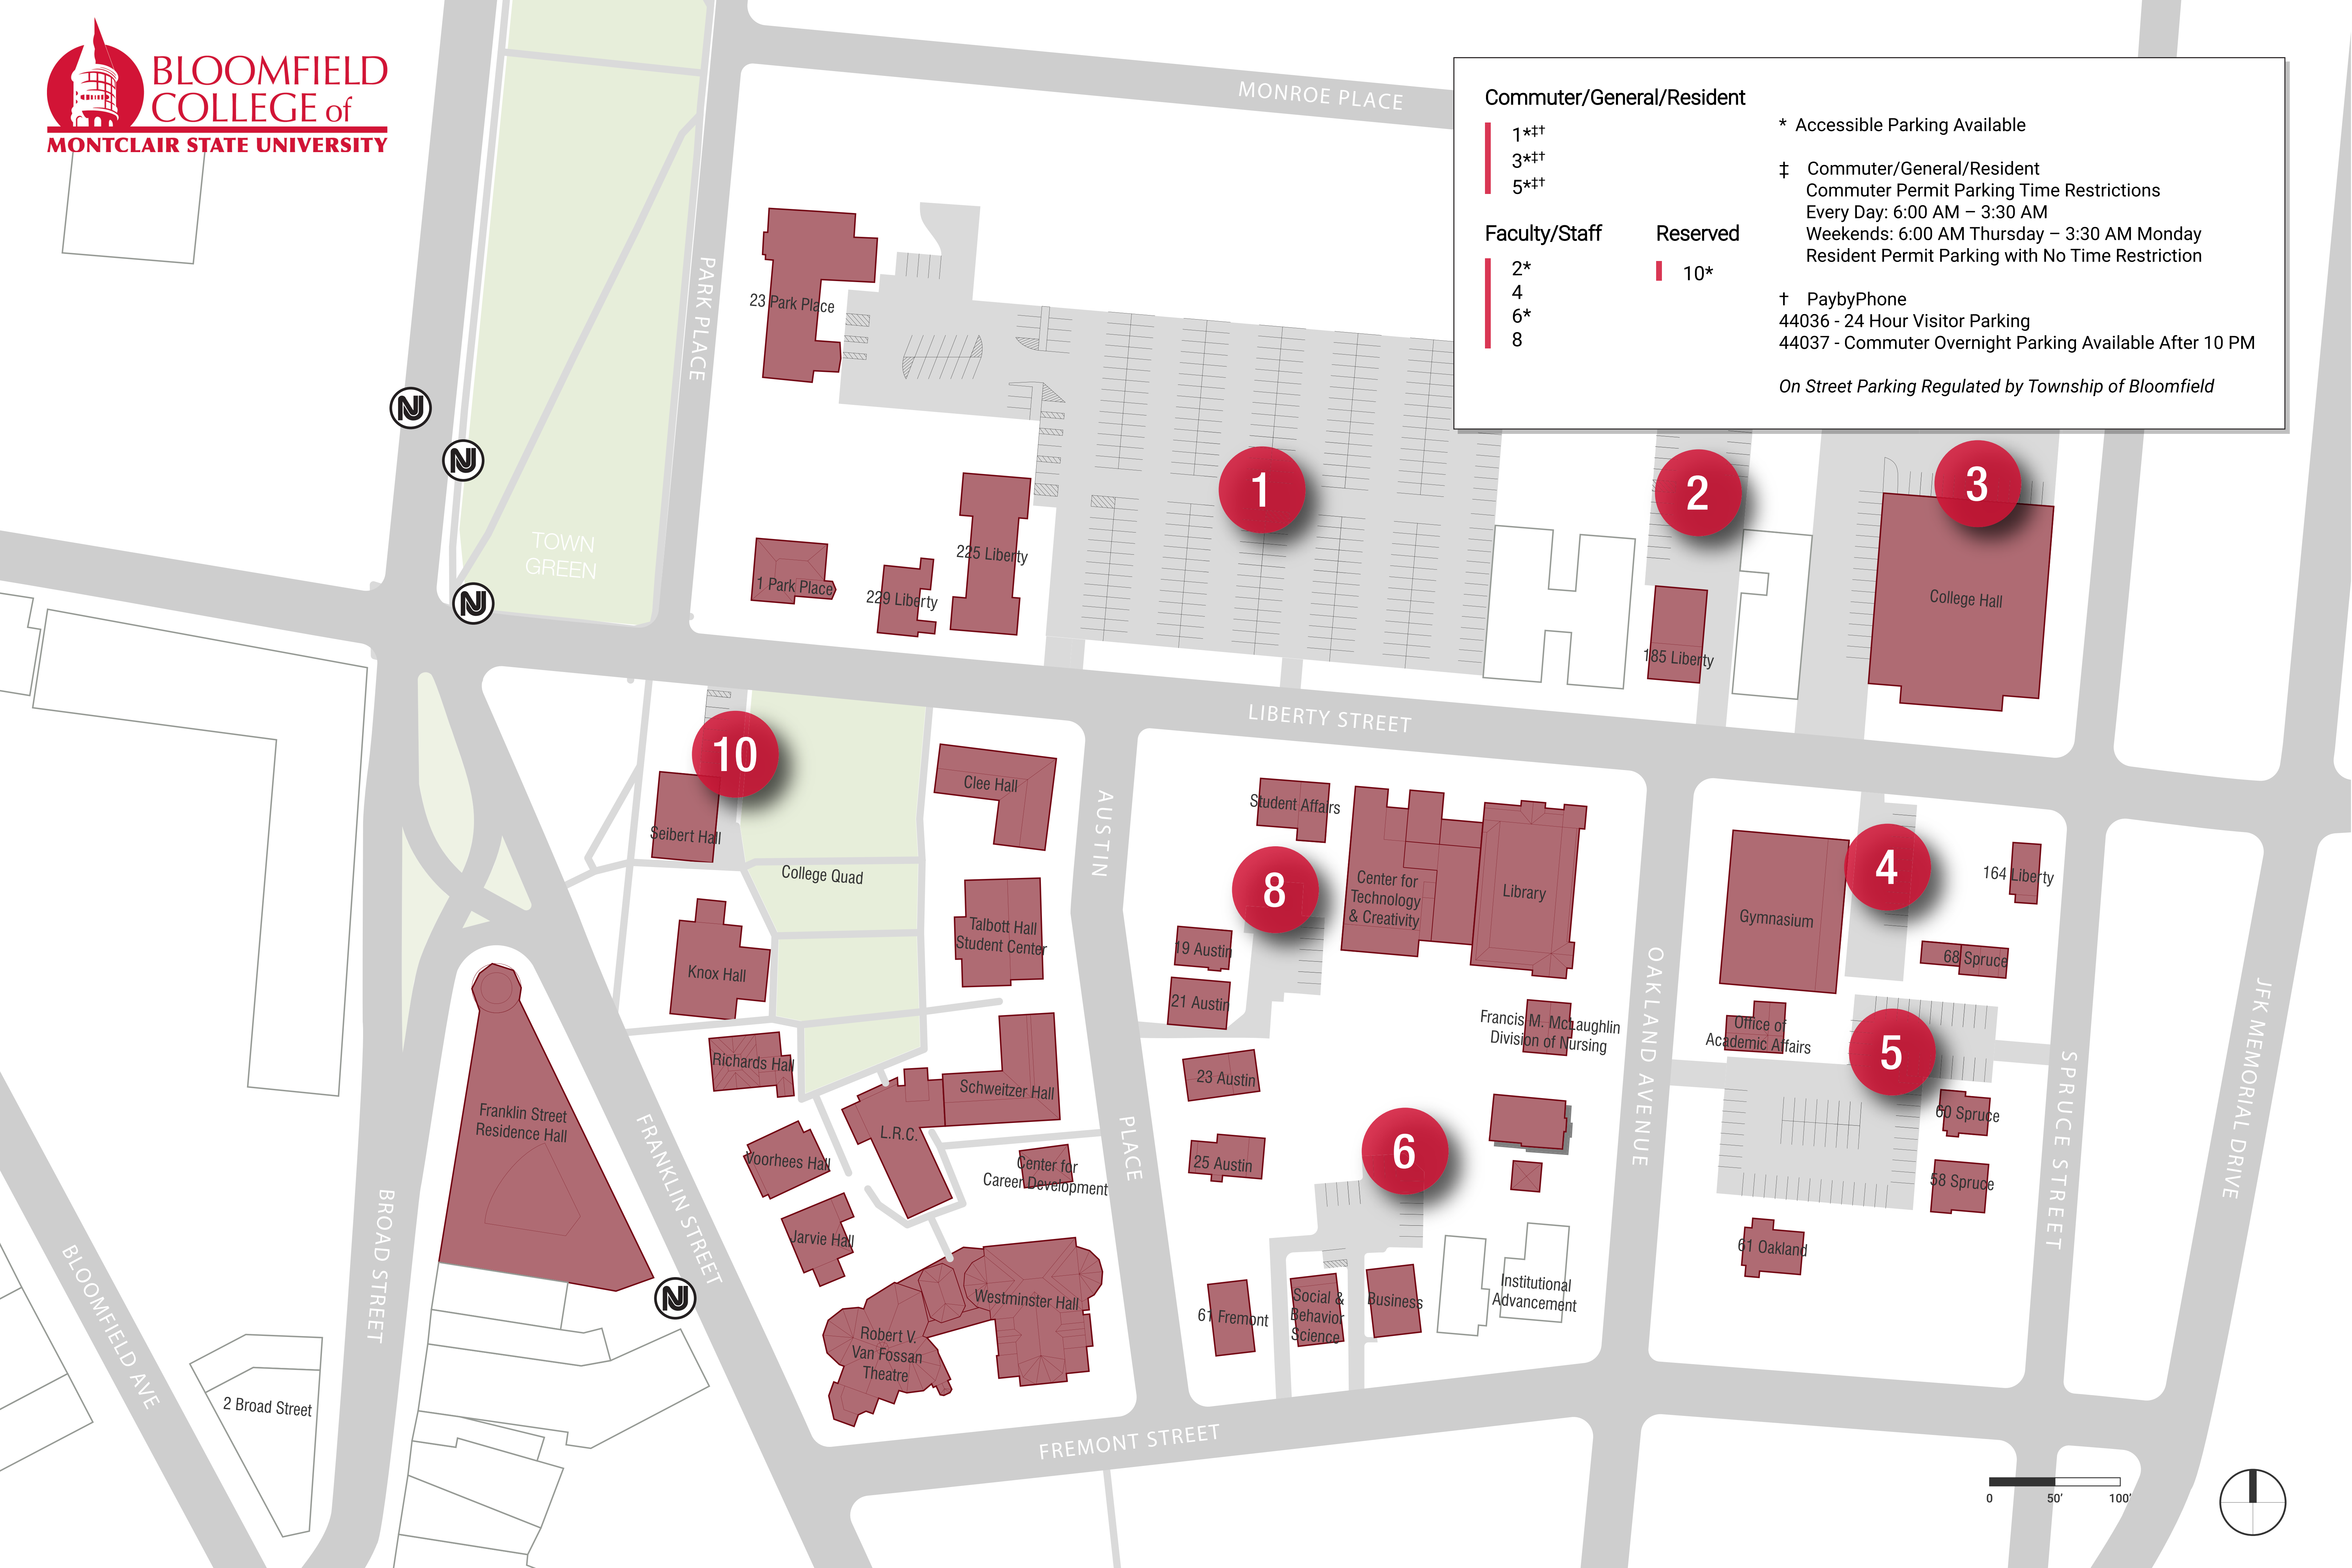 BLOOMFIELD
COLLEGE of
MONTCLAIR STATE UNIVERSITY
MONROE PLACE
Commuter/General/Resident
1*‡†
3*‡†
5*‡†
Faculty/Staff
2*
4
6*
8
Reserved
10*
* Accessible Parking Available
‡ Commuter/General/Resident
Commuter Permit Parking Time Restrictions
Every Day: 6:00 AM – 3:30 AM
Weekends: 6:00 AM Thursday – 3:30 AM Monday
Resident Permit Parking with No Time Restriction
† PaybyPhone
44036 - 24 Hour Visitor Parking
44037 - Commuter Overnight Parking Available After 10 PM
On Street Parking Regulated by Township of Bloomfield
PARK PLACE
23 Park Place
TOWN
GREEN
1
2
3
1 Park Place
229 Liberty
225 Liberty
185 Liberty
College Hall
LIBERTY STREET
10
Seibert Hall
College Quad
Clee Hall
Talbott Hall
Student Center
Knox Hall
Richards Hall
Schweitzer Hall
L.R.C.
Voorhees Hall
Jarvie Hall
Center for
Career Development
Westminster Hall
Robert V.
Van Fossan
Theatre
Franklin Street
Residence Hall
2 Broad Street
BLOOMFIELD AVE
BROAD STREET
FRANKLIN STREET
AUSTIN
PLACE
Student Affairs
8
Center for
Technology
& Creativity
Library
19 Austin
21 Austin
23 Austin
25 Austin
Francis M. McLaughlin
Division of Nursing
6
61 Fremont
Social &
Behavior
Science
Business
Institutional
Advancement
FREMONT STREET
OAKLAND AVENUE
Gymnasium
4
164 Liberty
68 Spruce
Office of
Academic Affairs
5
60 Spruce
58 Spruce
61 Oakland
SPRUCE STREET
JFK MEMORIAL DRIVE
0 50' 100'